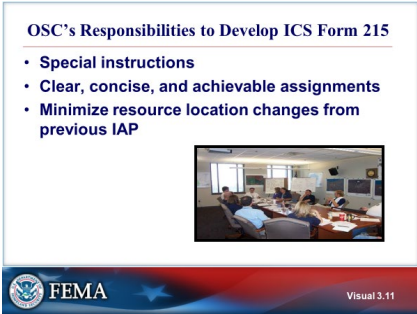 OSC's Responsibilities to Develop ICS Form 215
• Special instructions
• Clear, concise, and achievable assignments
• Minimize resource location changes from
previous IAP
FEMA
Visual 3.11